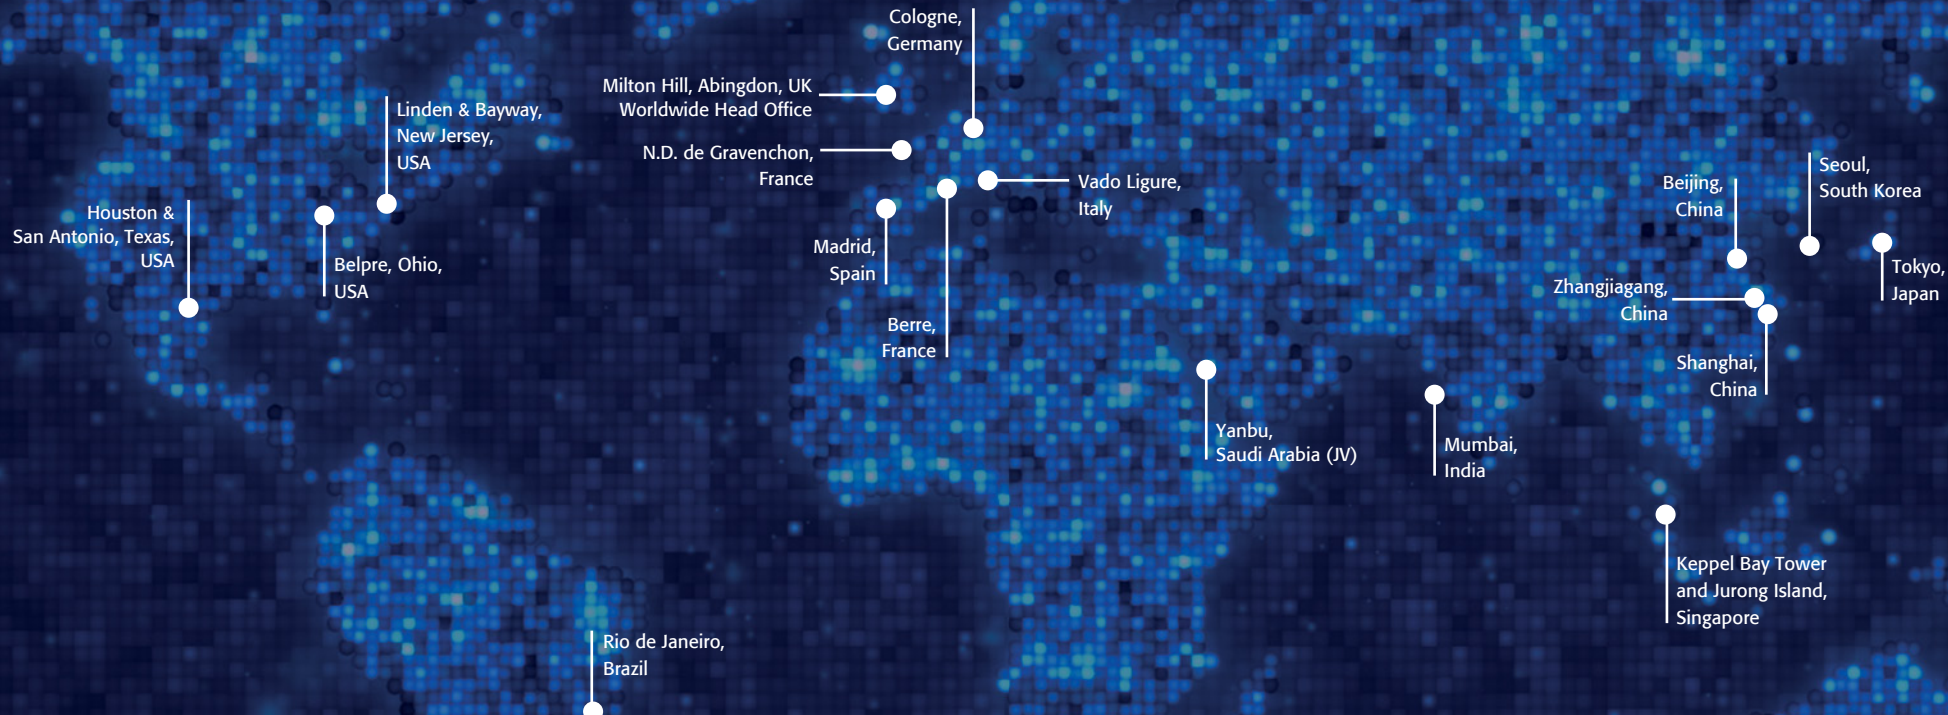 Cologne,
Germany
Milton Hill, Abingdon, UK
Worldwide Head Office
Linden & Bayway,
New Jersey,
USA
N.D. de Gravenchon,
France
Vado Ligure,
Italy
Seoul,
South Korea
Beijing,
China
Houston &
San Antonio, Texas,
USA
Belpre, Ohio,
USA
Madrid,
Spain
Tokyo,
Japan
Zhangjiagang,
China
Berre,
France
Shanghai,
China
Yanbu,
Saudi Arabia (JV)
Mumbai,
India
Keppel Bay Tower
and Jurong Island,
Singapore
Rio de Janeiro,
Brazil